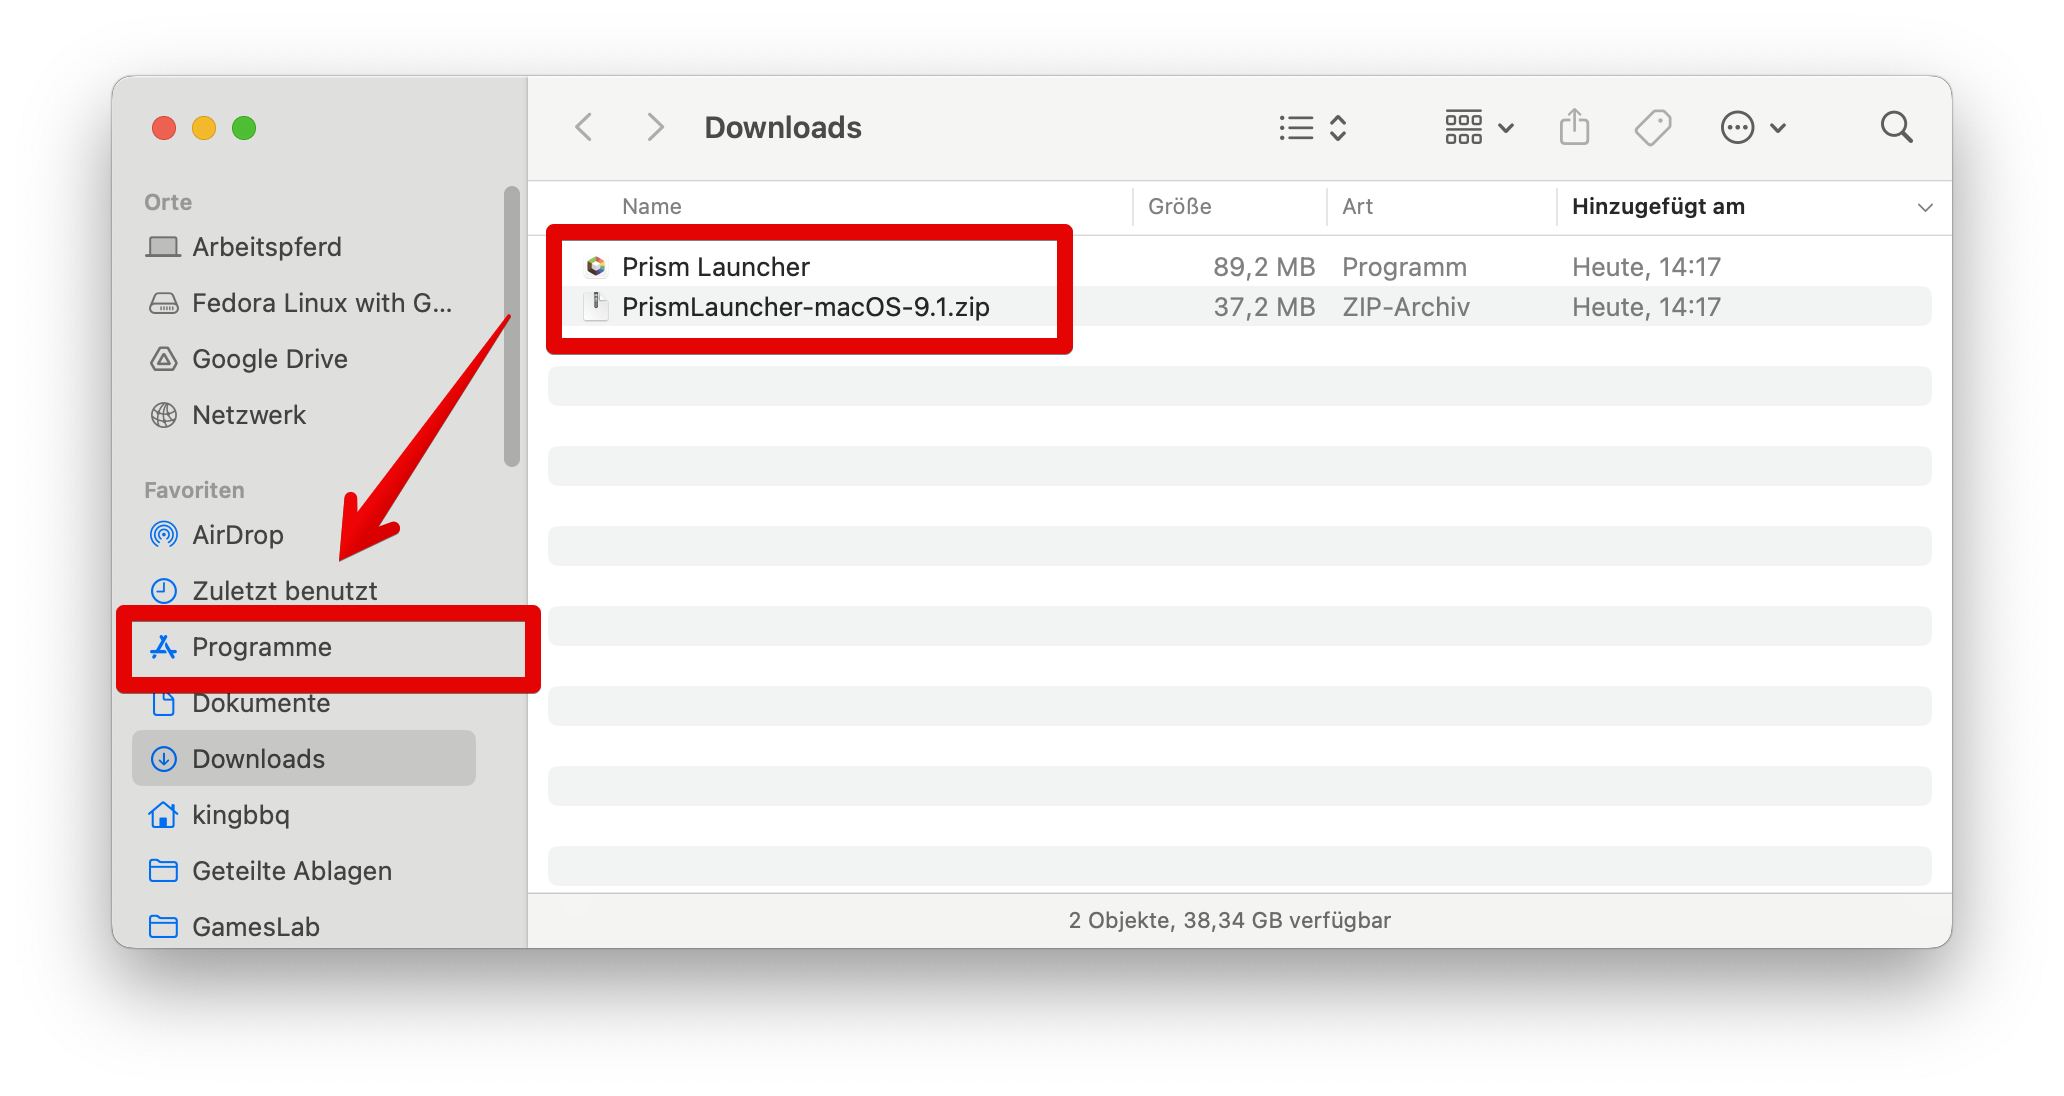 Orte
Arbeitspferd
Fedora Linux with G...
Google Drive
Netzwerk
Favoriten
AirDrop
Zuletzt benutzt
Programme
Dokumente
Downloads
kingbbq
Geteilte Ablagen
GamesLab
Downloads
Name Größe Art Hinzugefügt am
Prism Launcher 89,2 MB Programm Heute, 14:17
PrismLauncher-macOS-9.1.zip 37,2 MB ZIP-Archiv Heute, 14:17
2 Objekte, 38,34 GB verfügbar